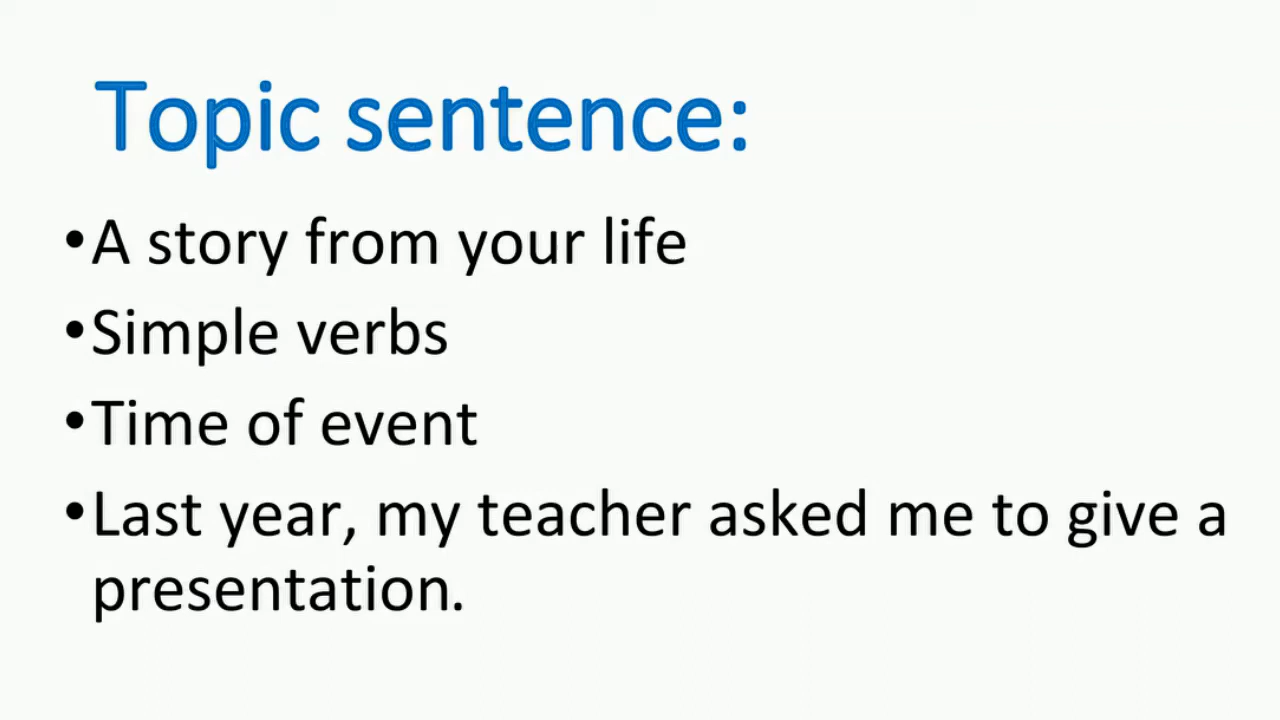 Topic sentence:
•A story from your life
•Simple verbs
•Time of event
•Last year, my teacher asked me to give a
presentation.